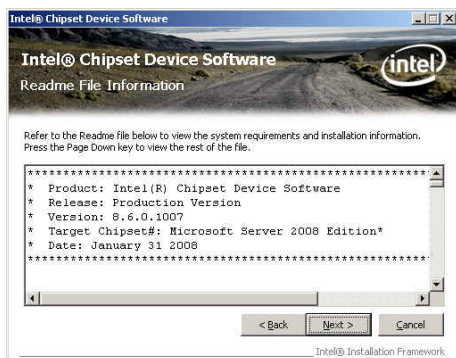 Intel® Chipset Device Software
Intel® Chipset Device Software
Readme File Information
intel
Refer to the Readme file below to view the system requirements and installation information.
Press the Page Down key to view the rest of the file.
************************************************************
* Product: Intel(R) Chipset Device Software
* Release: Production Version
* Version: 8.6.0.1007
* Target Chipset#: Microsoft Server 2008 Edition*
* Date: January 31 2008
************************************************************
< Back
Next >
Cancel
Intel® Installation Framework